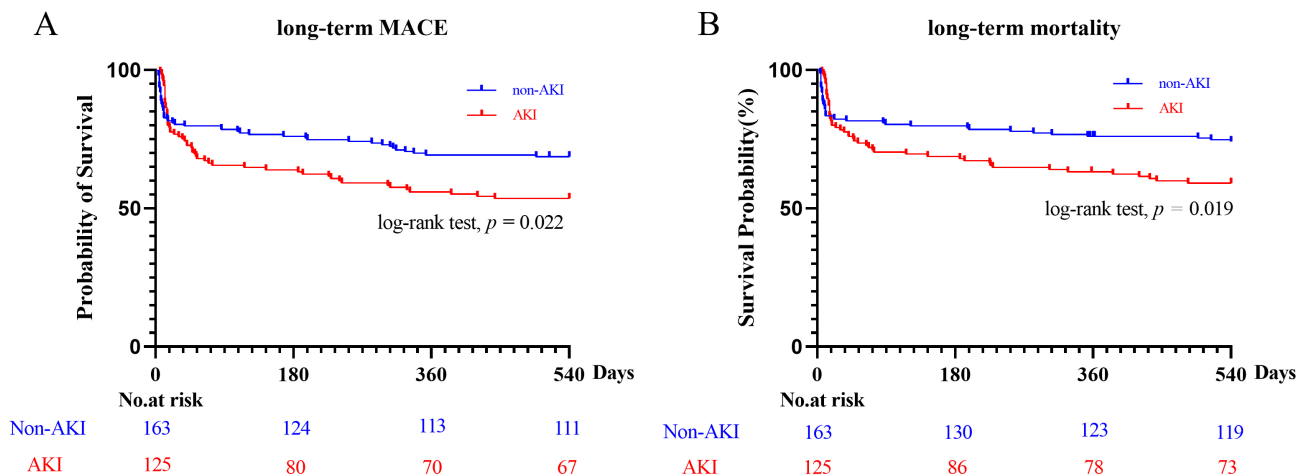 A
long-term MACE
Probability of Survival
100
50
0
non-AKI
AKI
log-rank test, p = 0.022
0 180 360 540 Days
No.at risk
Non-AKI 163 124 113 111
AKI 125 80 70 67
B
long-term mortality
Survival Probability(%)
100
50
0
non-AKI
AKI
log-rank test, p = 0.019
0 180 360 540 Days
No.at risk
Non-AKI 163 130 123 119
AKI 125 86 78 73